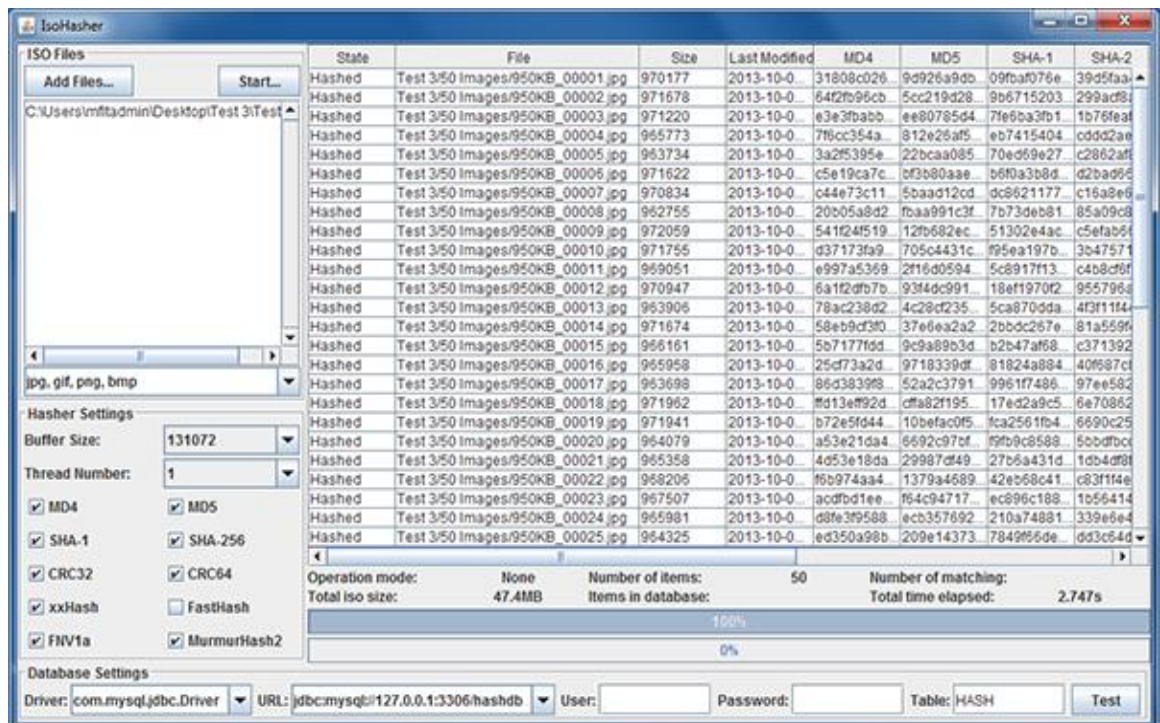 IsoHasher
ISO Files
Add Files... Start...
C:\Users\mfitadmin\Desktop\Test 3\Test
jpg, gif, png, bmp
Hasher Settings
Buffer Size: 131072
Thread Number: 1
MD4 MD5
SHA-1 SHA-256
CRC32 CRC64
xxHash FastHash
FNV1a MurmurHash2
State File Size Last Modified MD4 MD5 SHA-1 SHA-2
Hashed Test 3/50 Images/950KB_00001.jpg 970177 2013-10-0... 31808c026... 9d926a9db... 09fbaf076e... 39d5faa
Hashed Test 3/50 Images/950KB_00002.jpg 971678 2013-10-0... 64f2fb96cb... 5cc219d28... 9b6715203... 299acf8
Hashed Test 3/50 Images/950KB_00003.jpg 971220 2013-10-0... e3e3fbabb... ee80785d4... 7fe6ba3fb1... 1b76fea
Hashed Test 3/50 Images/950KB_00004.jpg 965773 2013-10-0... 7f6cc354a... 812e26af5... eb7415404... cddd2ae
Hashed Test 3/50 Images/950KB_00005.jpg 963734 2013-10-0... 3a2f5395e... 22bcaa085... 70ed69e27... c2862af
Hashed Test 3/50 Images/950KB_00006.jpg 971622 2013-10-0... c5e19ca7c... bf3b80aae... b6f0a3b8d... d2bad66
Hashed Test 3/50 Images/950KB_00007.jpg 970834 2013-10-0... c44e73c11... 5baad12cd... dc8621177... c16a8e6
Hashed Test 3/50 Images/950KB_00008.jpg 962755 2013-10-0... 20b05a8d2... fbaa991c3f... 7b73deb81... 85a09c8
Hashed Test 3/50 Images/950KB_00009.jpg 972059 2013-10-0... 541f24f519... 12fb682ec... 51302e4ac... c5efab6
Hashed Test 3/50 Images/950KB_00010.jpg 971755 2013-10-0... d37173fa9... 705c4431c... f95ea197b... 3b47571
Hashed Test 3/50 Images/950KB_00011.jpg 969051 2013-10-0... e997a5369... 2f16d0594... 5c8917f13... c4b8cf6f
Hashed Test 3/50 Images/950KB_00012.jpg 970947 2013-10-0... 6a1f2dfb7b... 93f4dc991... 18ef1970f2... 955796
Hashed Test 3/50 Images/950KB_00013.jpg 963906 2013-10-0... 78ac238d2... 4c28cf235... 5ca870dda... 4f3f11f4
Hashed Test 3/50 Images/950KB_00014.jpg 971674 2013-10-0... 58eb9cf3f0... 37e6ea2a2... 2bbdc267e... 81a559f
Hashed Test 3/50 Images/950KB_00015.jpg 966161 2013-10-0... 5b7177fdd... 9c9a89b3d... b2b47af68... c371392
Hashed Test 3/50 Images/950KB_00016.jpg 965958 2013-10-0... 25cf73a2d... 9718339df... 81824a884... 40f687c
Hashed Test 3/50 Images/950KB_00017.jpg 963698 2013-10-0... 86d3839f8... 52a2c3791... 9961f7486... 97ee582
Hashed Test 3/50 Images/950KB_00018.jpg 971962 2013-10-0... ffd13eff92d... cffa82f195... 17ed2a9c5... 6e70862
Hashed Test 3/50 Images/950KB_00019.jpg 971941 2013-10-0... b72e5fd44... 10befac0f5... fca2561fb4... 6690c25
Hashed Test 3/50 Images/950KB_00020.jpg 964079 2013-10-0... a53e21da4... 6692c97bf... f9fb9c8588... 5bbdfbc
Hashed Test 3/50 Images/950KB_00021.jpg 965358 2013-10-0... 4d53e18da... 29987df49... 27b6a431d... 1db4df8
Hashed Test 3/50 Images/950KB_00022.jpg 968206 2013-10-0... f6b974aa4... 1379a4689... 42eb68c41... c83f1f4e
Hashed Test 3/50 Images/950KB_00023.jpg 967507 2013-10-0... acdfbd1ee... f64c94717... ec896c188... 1b56414
Hashed Test 3/50 Images/950KB_00024.jpg 965981 2013-10-0... d8fe3f9588... ecb357692... 210a74881... 339e6e4
Hashed Test 3/50 Images/950KB_00025.jpg 964325 2013-10-0... ed350a98b... 209e14373... 7849f66de... dd3c64d
Operation mode: None Number of items: 50 Number of matching:
Total iso size: 47.4MB Items in database: Total time elapsed: 2.747s
100%
0%
Database Settings
Driver: com.mysql.jdbc.Driver URL: jdbc:mysql://127.0.0.1:3306/hashdb User: Password: Table: HASH Test